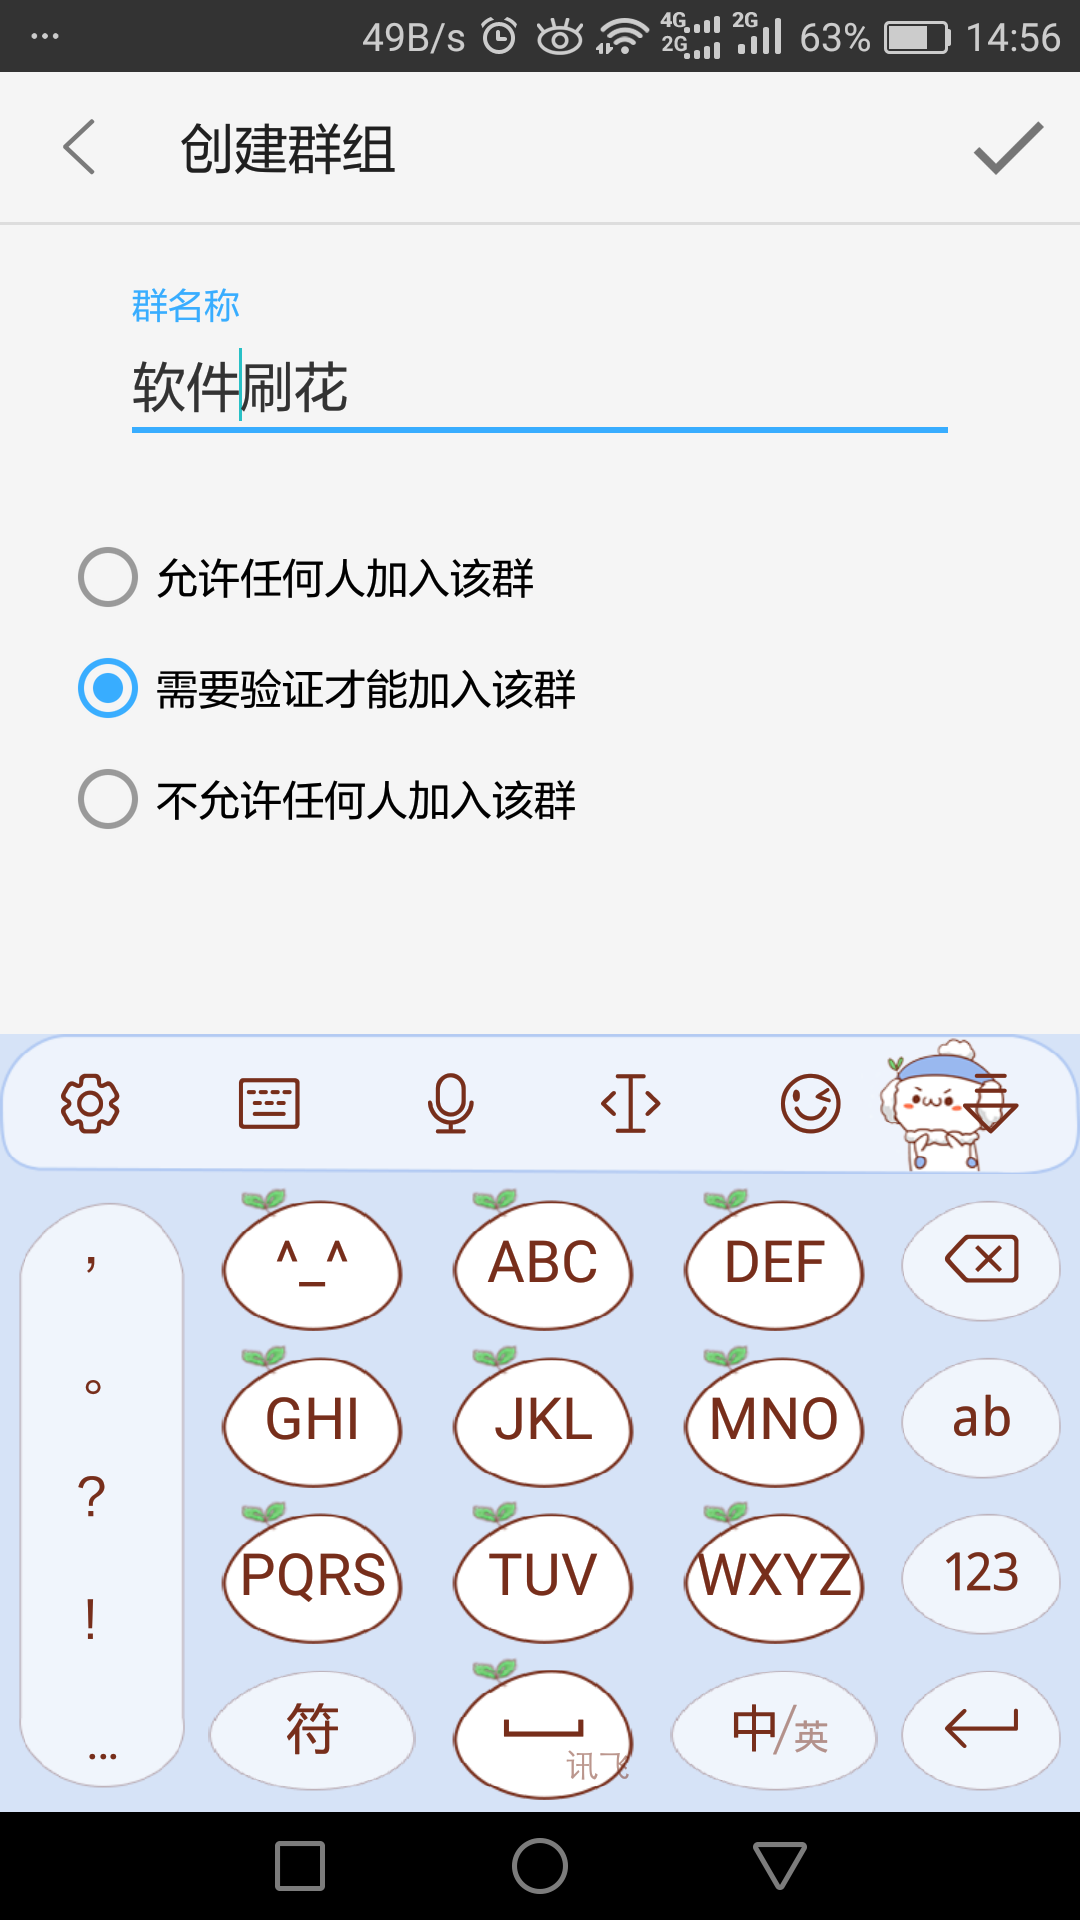 ... 49B/s 4G 2G 2G 63% 14:56
创建群组
群名称
软件刷花
允许任何人加入该群
需要验证才能加入该群
不允许任何人加入该群
， ^_^ ABC DEF
。 GHI JKL MNO ab
? PQRS TUV WXYZ 123
!
... 符 讯飞 中/英